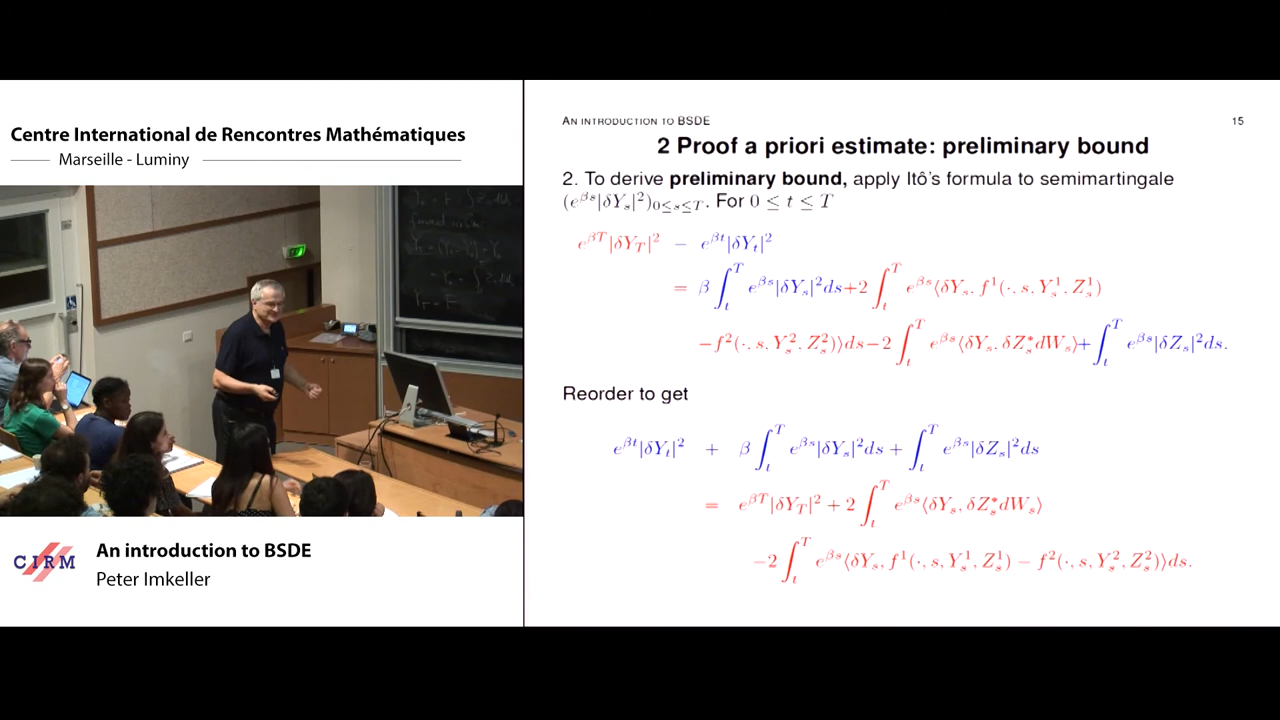 Centre International de Rencontres Mathématiques
Marseille - Luminy
CIRM
An introduction to BSDE
Peter Imkeller
AN INTRODUCTION TO BSDE 15
2 Proof a priori estimate: preliminary bound
2. To derive preliminary bound, apply Itô's formula to semimartingale
(e^{βs}|δY_s|^2)_{0≤s≤T}. For 0 ≤ t ≤ T
e^{βT}|δY_T|^2 − e^{βt}|δY_t|^2
= β ∫_t^T e^{βs}|δY_s|^2 ds + 2 ∫_t^T e^{βs}⟨δY_s, f^1(·, s, Y_s^1, Z_s^1)
−f^2(·, s, Y_s^2, Z_s^2)⟩ds − 2 ∫_t^T e^{βs}⟨δY_s, δZ_s^* dW_s⟩ + ∫_t^T e^{βs}|δZ_s|^2 ds.
Reorder to get
e^{βt}|δY_t|^2 + β ∫_t^T e^{βs}|δY_s|^2 ds + ∫_t^T e^{βs}|δZ_s|^2 ds
= e^{βT}|δY_T|^2 + 2 ∫_t^T e^{βs}⟨δY_s, δZ_s^* dW_s⟩
−2 ∫_t^T e^{βs}⟨δY_s, f^1(·, s, Y_s^1, Z_s^1) − f^2(·, s, Y_s^2, Z_s^2)⟩ds.